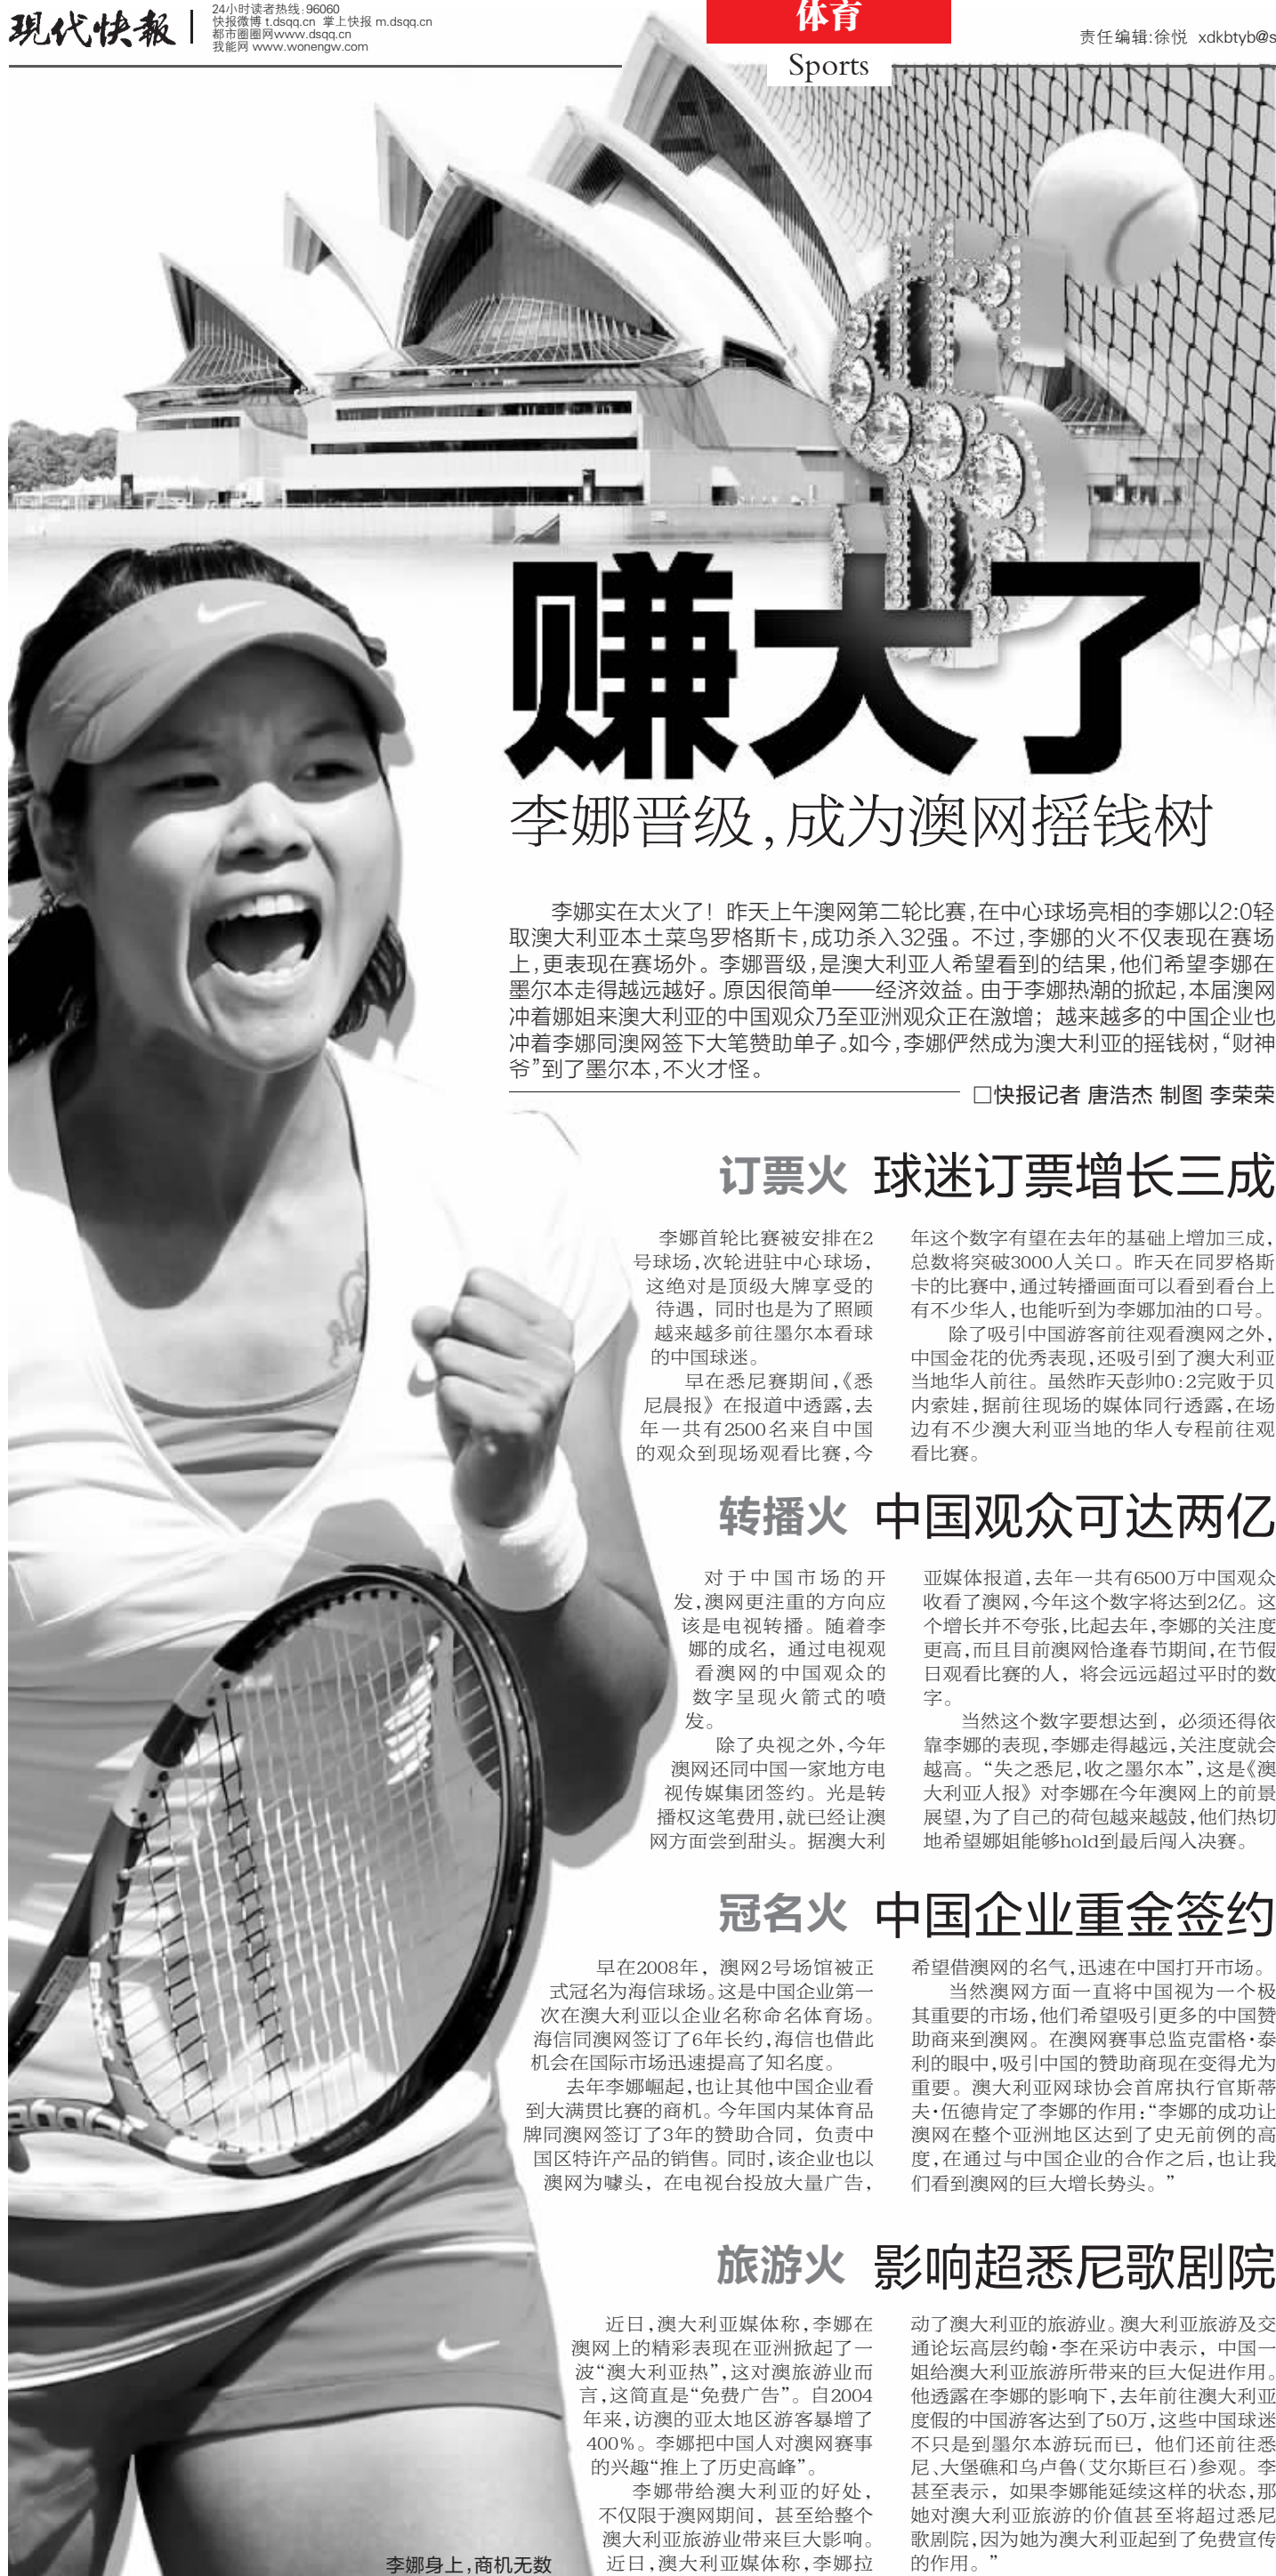 现代快报
24小时读者热线:96060
快报微博 t.dsqq.cn 掌上快报 m.dsqq.cn
都市圈圈网www.dsqq.cn
我能网 www.wonengw.com
体育
Sports
责任编辑:徐悦 xdkbtyb@s
赚大了
李娜晋级,成为澳网摇钱树
李娜实在太火了！昨天上午澳网第二轮比赛,在中心球场亮相的李娜以2:0轻
取澳大利亚本土菜鸟罗格斯卡,成功杀入32强。不过,李娜的火不仅表现在赛场
上,更表现在赛场外。李娜晋级,是澳大利亚人希望看到的结果,他们希望李娜在
墨尔本走得越远越好。原因很简单——经济效益。由于李娜热潮的掀起,本届澳网
冲着娜姐来澳大利亚的中国观众乃至亚洲观众正在激增；越来越多的中国企业也
冲着李娜同澳网签下大笔赞助单子。如今,李娜俨然成为澳大利亚的摇钱树,“财神
爷”到了墨尔本,不火才怪。
□快报记者 唐浩杰 制图 李荣荣
订票火 球迷订票增长三成
李娜首轮比赛被安排在2
号球场,次轮进驻中心球场,
这绝对是顶级大牌享受的
待遇，同时也是为了照顾
越来越多前往墨尔本看球
的中国球迷。
早在悉尼赛期间,《悉
尼晨报》在报道中透露,去
年一共有2500名来自中国
的观众到现场观看比赛,今
年这个数字有望在去年的基础上增加三成,
总数将突破3000人关口。昨天在同罗格斯
卡的比赛中,通过转播画面可以看到看台上
有不少华人,也能听到为李娜加油的口号。
除了吸引中国游客前往观看澳网之外,
中国金花的优秀表现,还吸引到了澳大利亚
当地华人前往。虽然昨天彭帅0:2完败于贝
内索娃,据前往现场的媒体同行透露,在场
边有不少澳大利亚当地的华人专程前往观
看比赛。
转播火 中国观众可达两亿
对于中国市场的开
发,澳网更注重的方向应
该是电视转播。随着李
娜的成名，通过电视观
看澳网的中国观众的
数字呈现火箭式的喷
发。
除了央视之外,今年
澳网还同中国一家地方电
视传媒集团签约。光是转
播权这笔费用,就已经让澳
网方面尝到甜头。据澳大利
亚媒体报道,去年一共有6500万中国观众
收看了澳网,今年这个数字将达到2亿。这
个增长并不夸张,比起去年,李娜的关注度
更高,而且目前澳网恰逢春节期间,在节假
日观看比赛的人，将会远远超过平时的数
字。
当然这个数字要想达到，必须还得依
靠李娜的表现,李娜走得越远,关注度就会
越高。“失之悉尼,收之墨尔本”,这是《澳
大利亚人报》对李娜在今年澳网上的前景
展望,为了自己的荷包越来越鼓,他们热切
地希望娜姐能够hold到最后闯入决赛。
冠名火 中国企业重金签约
早在2008年，澳网2号场馆被正
式冠名为海信球场。这是中国企业第一
次在澳大利亚以企业名称命名体育场。
海信同澳网签订了6年长约,海信也借此
机会在国际市场迅速提高了知名度。
去年李娜崛起,也让其他中国企业看
到大满贯比赛的商机。今年国内某体育品
牌同澳网签订了3年的赞助合同，负责中
国区特许产品的销售。同时,该企业也以
澳网为噱头，在电视台投放大量广告,
希望借澳网的名气,迅速在中国打开市场。
当然澳网方面一直将中国视为一个极
其重要的市场,他们希望吸引更多的中国赞
助商来到澳网。在澳网赛事总监克雷格·泰
利的眼中,吸引中国的赞助商现在变得尤为
重要。澳大利亚网球协会首席执行官斯蒂
夫·伍德肯定了李娜的作用:“李娜的成功让
澳网在整个亚洲地区达到了史无前例的高
度,在通过与中国企业的合作之后,也让我
们看到澳网的巨大增长势头。”
旅游火 影响超悉尼歌剧院
近日,澳大利亚媒体称,李娜在
澳网上的精彩表现在亚洲掀起了一
波“澳大利亚热”,这对澳旅游业而
言,这简直是“免费广告”。自2004
年来,访澳的亚太地区游客暴增了
400%。李娜把中国人对澳网赛事
的兴趣“推上了历史高峰”。
李娜带给澳大利亚的好处,
不仅限于澳网期间，甚至给整个
澳大利亚旅游业带来巨大影响。
近日,澳大利亚媒体称,李娜拉
动了澳大利亚的旅游业。澳大利亚旅游及交
通论坛高层约翰·李在采访中表示，中国一
姐给澳大利亚旅游所带来的巨大促进作用。
他透露在李娜的影响下,去年前往澳大利亚
度假的中国游客达到了50万,这些中国球迷
不只是到墨尔本游玩而已，他们还前往悉
尼、大堡礁和乌卢鲁(艾尔斯巨石)参观。李
甚至表示，如果李娜能延续这样的状态,那
她对澳大利亚旅游的价值甚至将超过悉尼
歌剧院,因为她为澳大利亚起到了免费宣传
的作用。”
李娜身上,商机无数